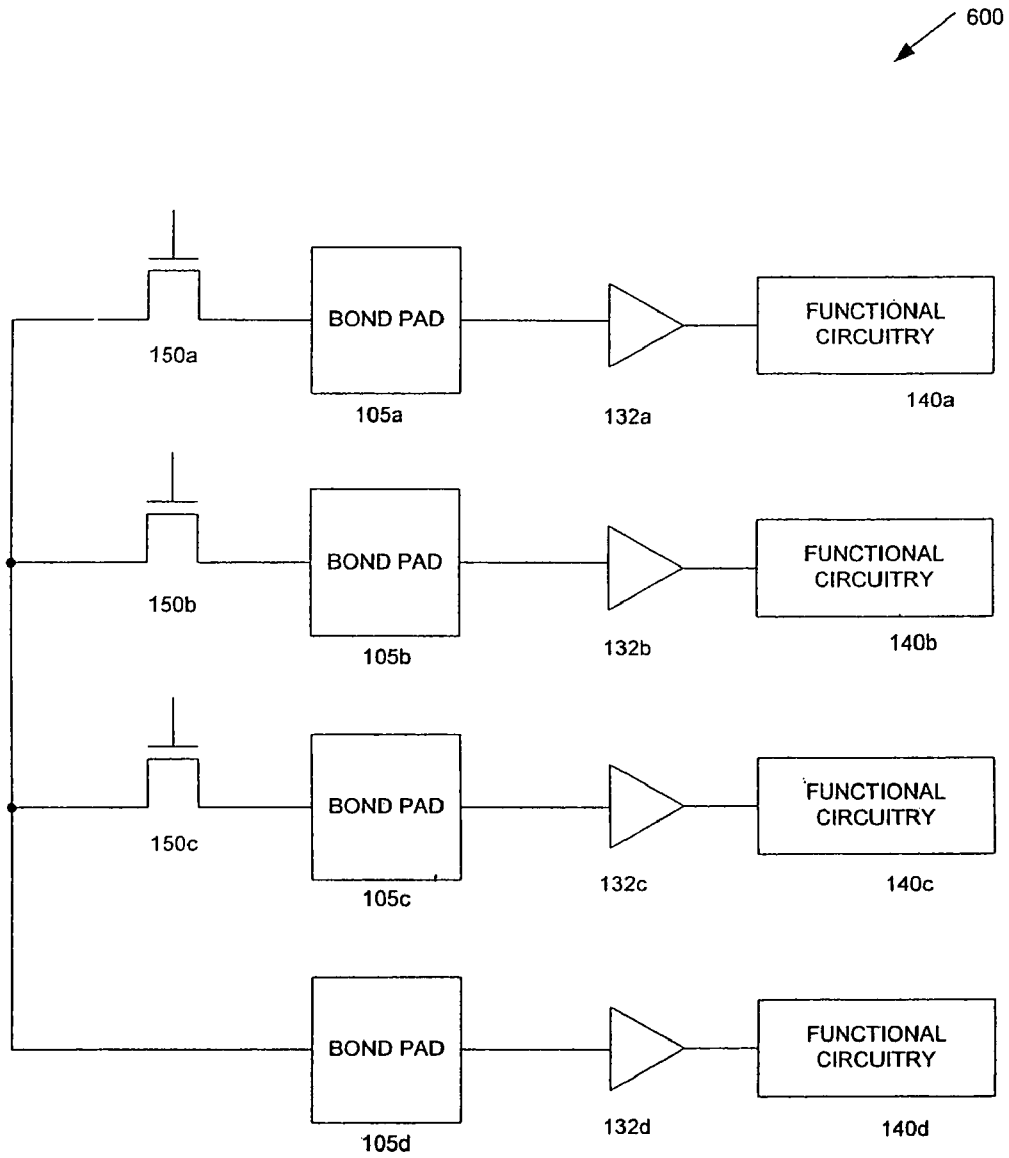 600
BOND PAD
FUNCTIONAL
CIRCUITRY
150a
105a
132a
140a
BOND PAD
FUNCTIONAL
CIRCUITRY
150b
105b
132b
140b
BOND PAD
FUNCTIONAL
CIRCUITRY
150c
105c
132c
140c
BOND PAD
FUNCTIONAL
CIRCUITRY
105d
132d
140d